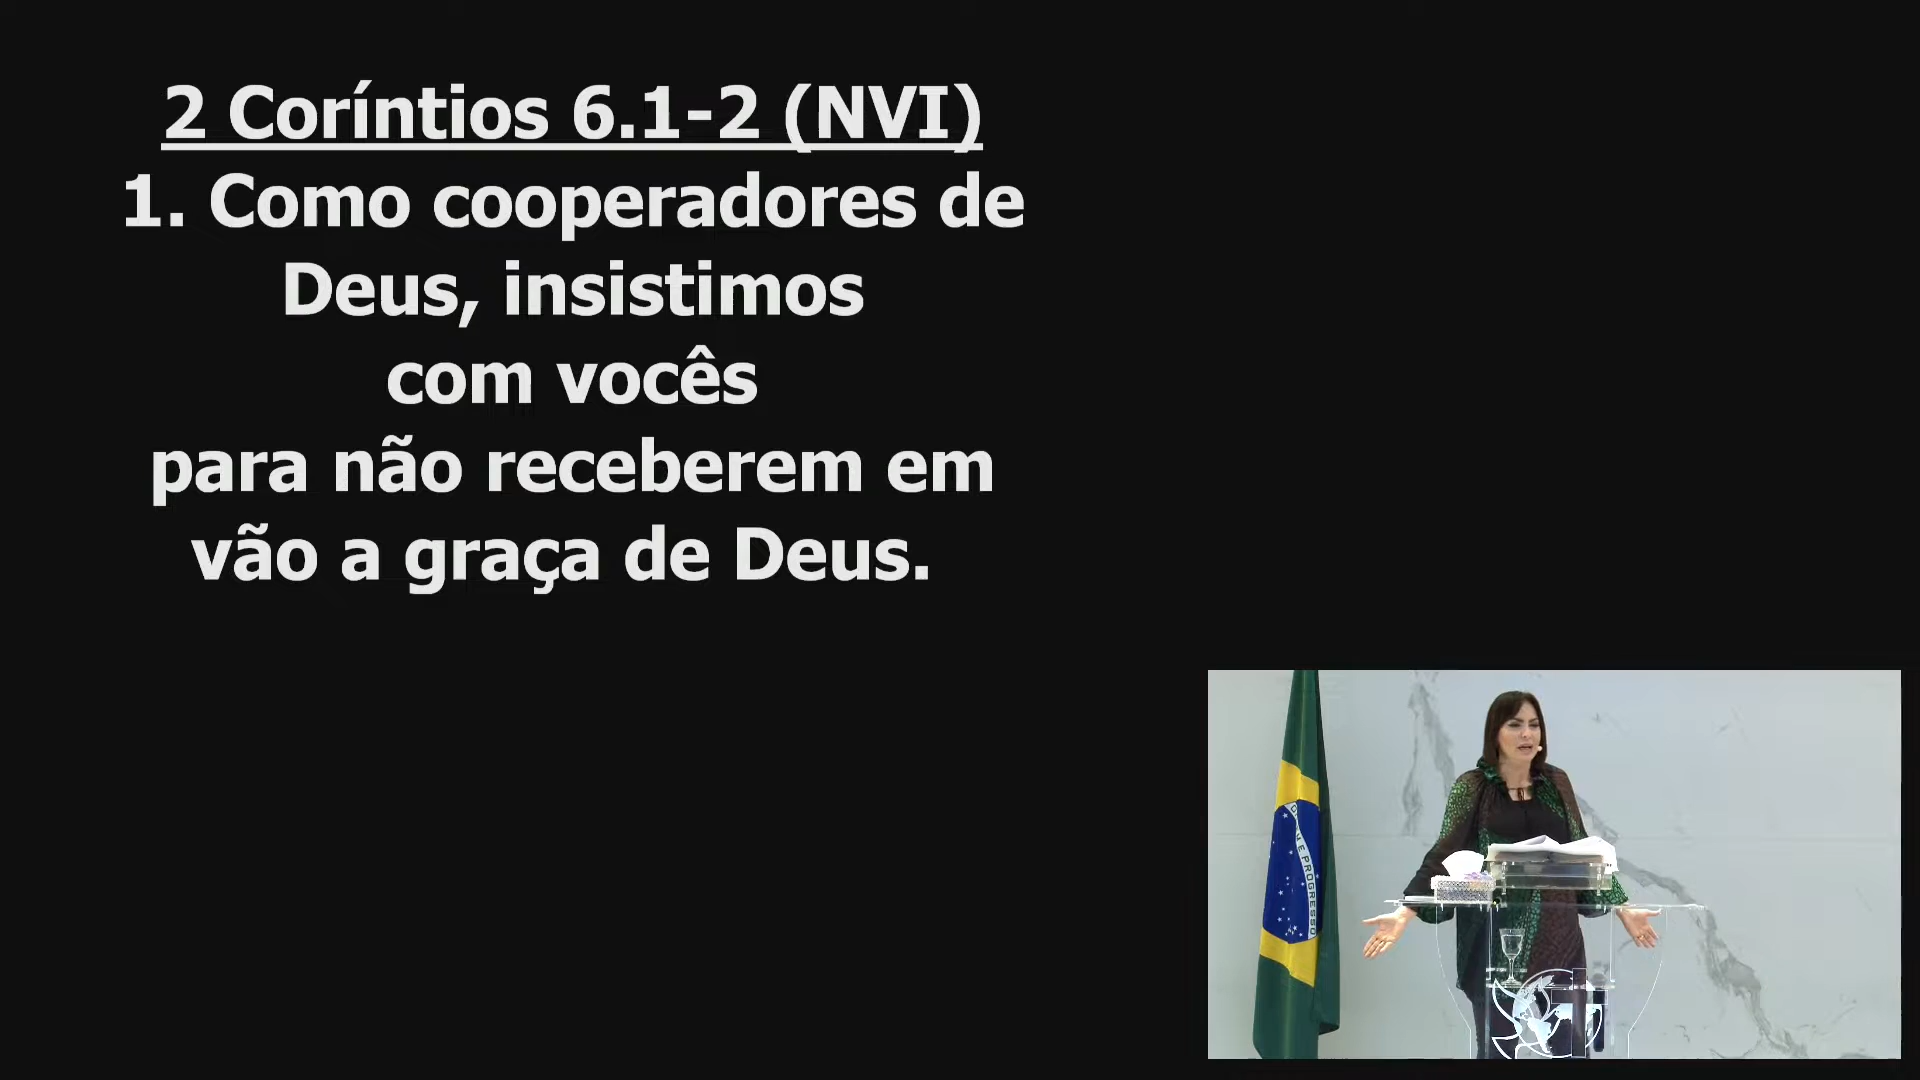 2 Coríntios 6.1-2 (NVI)
1. Como cooperadores de
Deus, insistimos
com vocês
para não receberem em
vão a graça de Deus.
E PROGRESSO